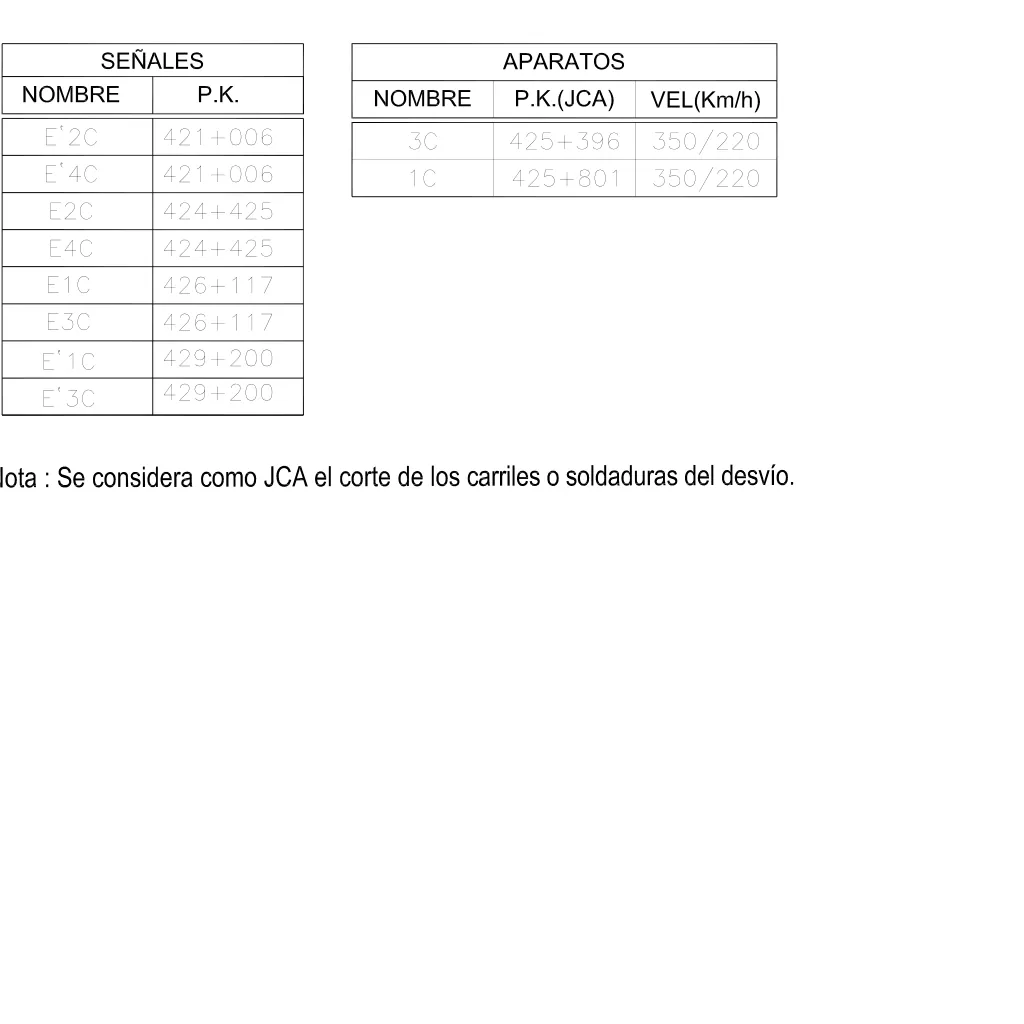 SEÑALES
NOMBRE P.K.
E'2C 421+006
E'4C 421+006
E2C 424+425
E4C 424+425
E1C 426+117
E3C 426+117
E'1C 429+200
E'3C 429+200
APARATOS
NOMBRE P.K.(JCA) VEL(Km/h)
3C 425+396 350/220
1C 425+801 350/220
Nota : Se considera como JCA el corte de los carriles o soldaduras del desvío.